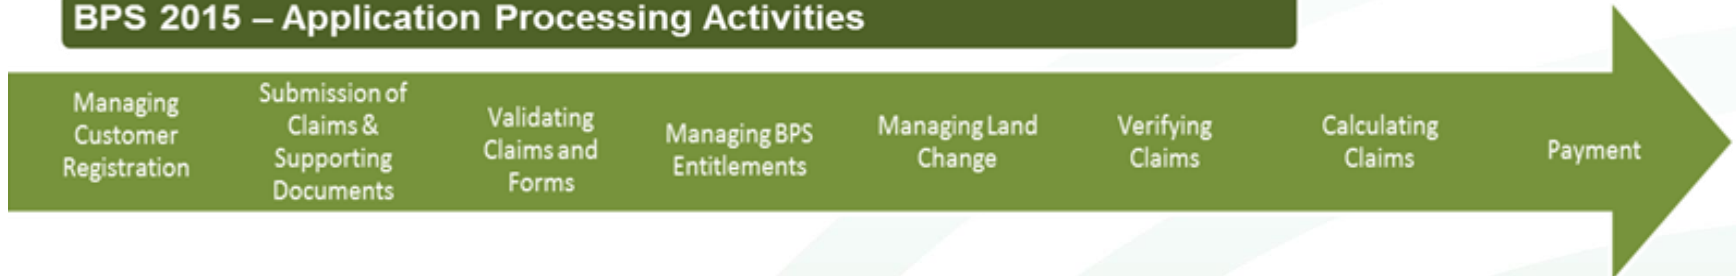 BPS 2015 – Application Processing Activities
Managing
Customer
Registration
Submission of
Claims &
Supporting
Documents
Validating
Claims and
Forms
Managing BPS
Entitlements
Managing Land
Change
Verifying
Claims
Calculating
Claims
Payment